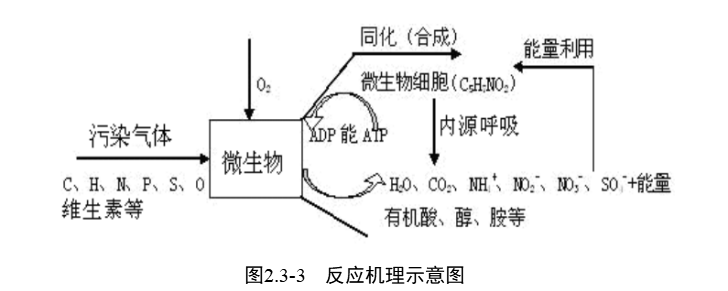 同化（合成）
能量利用
O₂
微生物细胞(C₅H₇NO₂)
污染气体
ADP 能 ATP
内源呼吸
微生物
C、H、N、P、S、O
H₂O、CO₂、NH₄⁺、NO₂⁻、NO₃⁻、SO₄⁻+能量
维生素等
有机酸、醇、胺等
图2.3-3 反应机理示意图